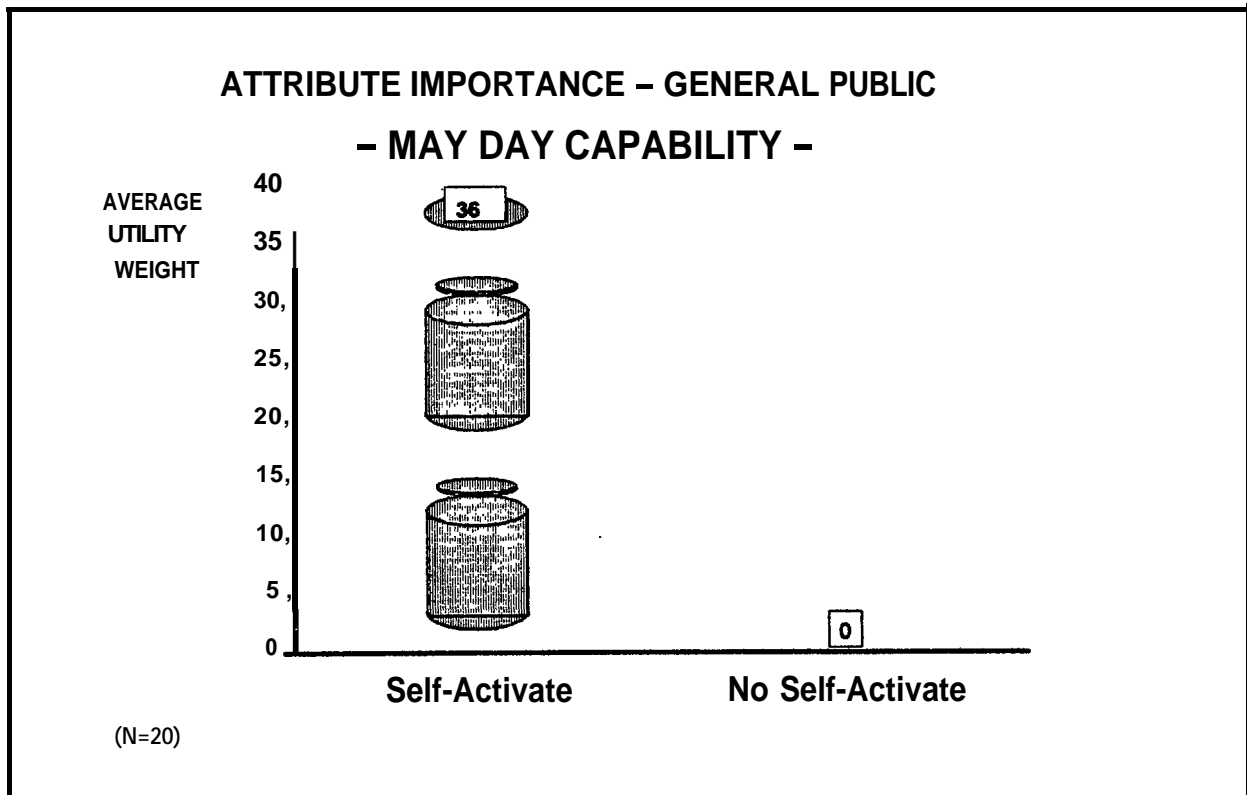 ATTRIBUTE IMPORTANCE – GENERAL PUBLIC
– MAY DAY CAPABILITY –
AVERAGE
UTILITY
WEIGHT
40
35
30,
25,
20,
15,
10,
5,
0
36
0
Self-Activate
No Self-Activate
(N=20)